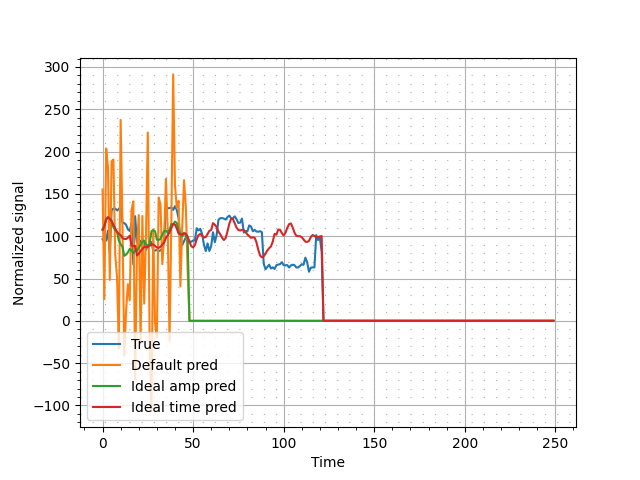 300
250
200
150
100
50
0
−50
−100
Normalized signal
True
Default pred
Ideal amp pred
Ideal time pred
0 50 100 150 200 250
Time